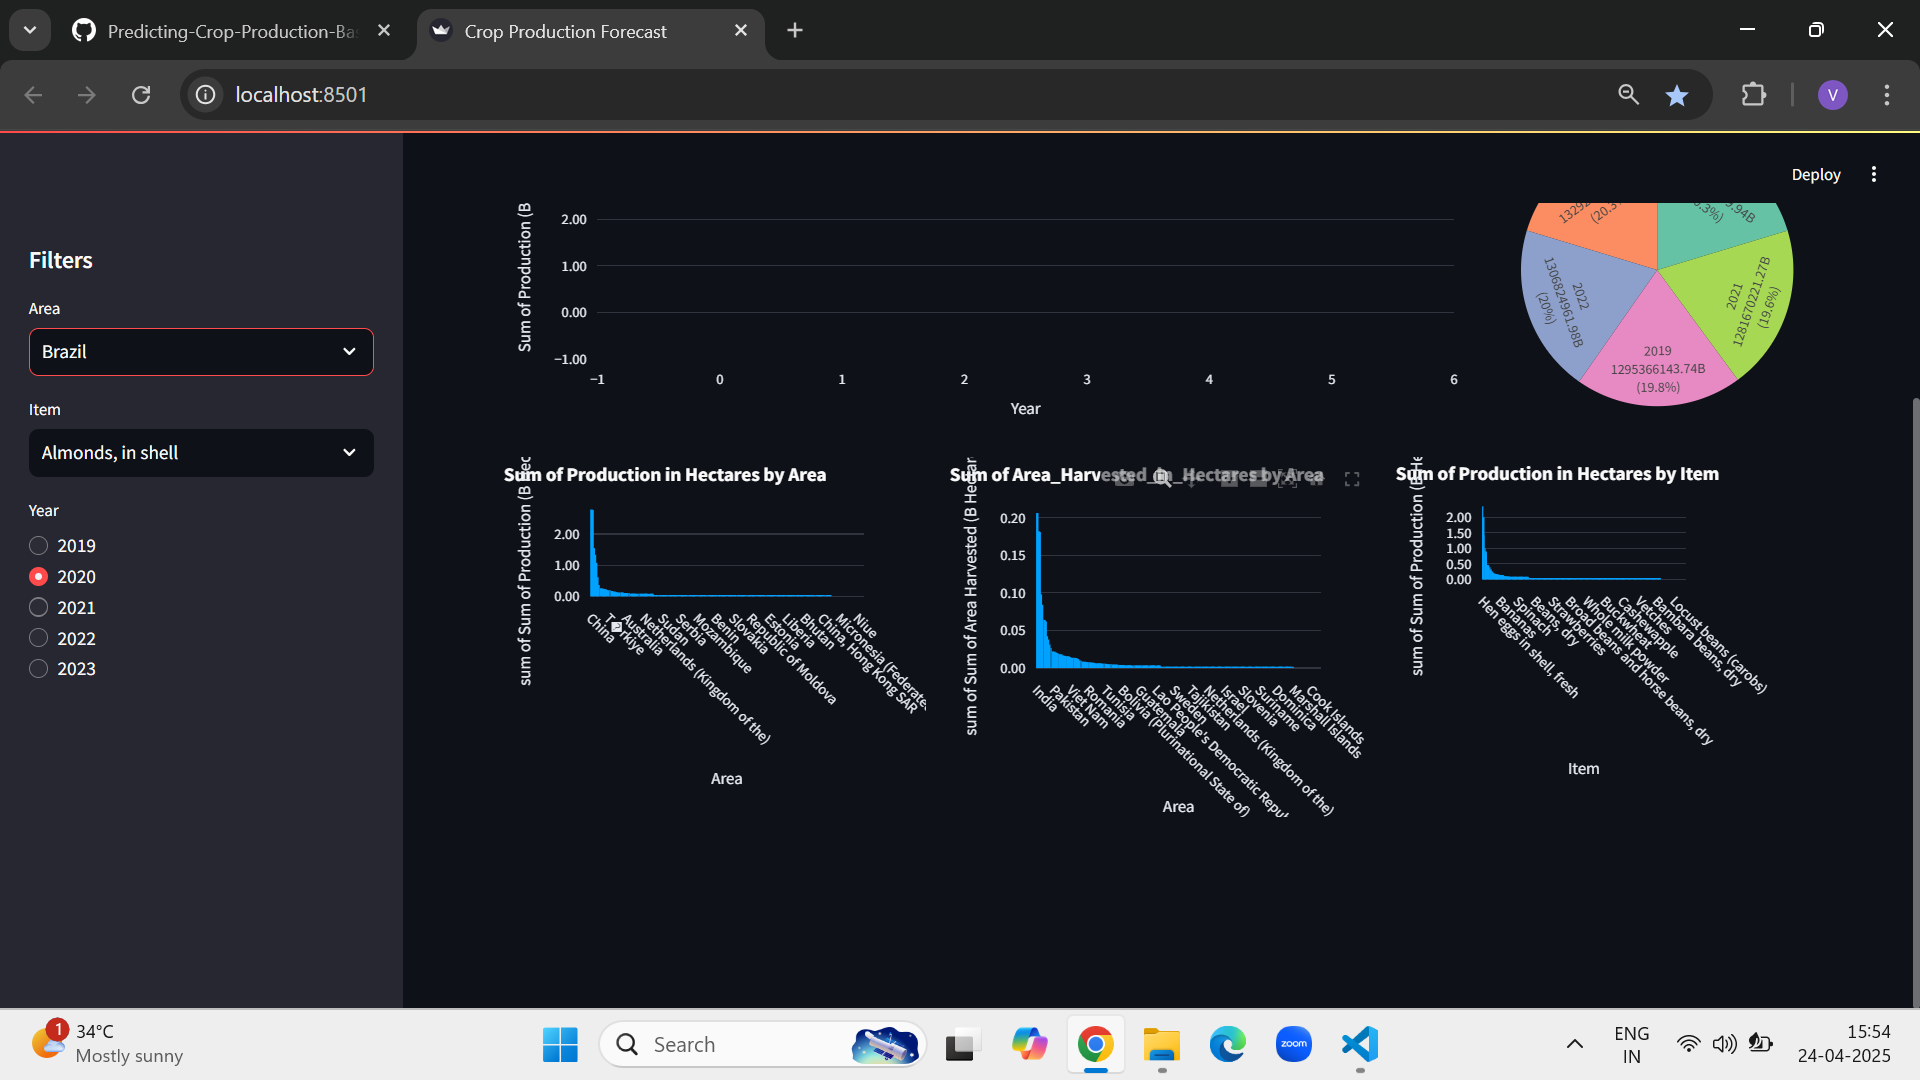 Predicting-Crop-Production-Ba
Crop Production Forecast
localhost:8501
V
Deploy
Filters
Area
Brazil
Item
Almonds, in shell
Year
2019
2020
2021
2022
2023
Sum of Production (B
2.00
1.00
0.00
−1.00
−1
0
1
2
3
4
5
6
Year
2021
1281670221.27B
(19.6%)
2019
1295366143.74B
(19.8%)
2022
1306824961.98B
(20%)
Sum of Production in Hectares by Area
sum of Sum of Production (B Hec
2.00
1.00
0.00
China
Türkiye
Australia
Netherlands (Kingdom of the)
Sudan
Serbia
Mozambique
Benin
Slovakia
Republic of Moldova
Estonia
Liberia
Bhutan
China, Hong Kong SAR
Micronesia (Federate
Niue
Area
Sum of Area_Harvested_in_Hectares by Area
sum of Sum of Area Harvested (B Hectar
0.20
0.15
0.10
0.05
0.00
India
Pakistan
Viet Nam
Romania
Tunisia
Bolivia (Plurinational State of)
Guatemala
Lao People's Democratic Repu
Sweden
Tajikistan
Netherlands (Kingdom of the)
Israel
Slovenia
Suriname
Dominica
Marshall Islands
Cook Islands
Area
Sum of Production in Hectares by Item
sum of Sum of Production (B He
2.00
1.50
1.00
0.50
0.00
Hen eggs in shell, fresh
Bananas
Spinach
Beans, dry
Strawberries
Broad beans and horse beans, dry
Whole milk powder
Buckwheat
Cashewapple
Vetches
Bambara beans, dry
Locust beans (carobs)
Item
1
34°C
Mostly sunny
Search
zoom
ENG
IN
15:54
24-04-2025